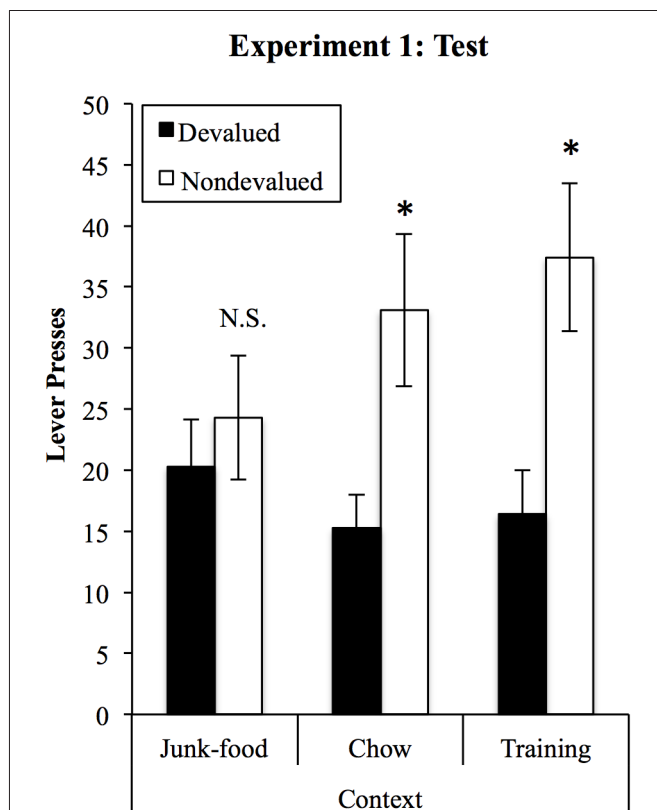 Experiment 1: Test
50
45
40
35
30
25
20
15
10
5
0
Lever Presses
Devalued
Nondevalued
N.S.
*
*
Junk-food
Chow
Training
Context